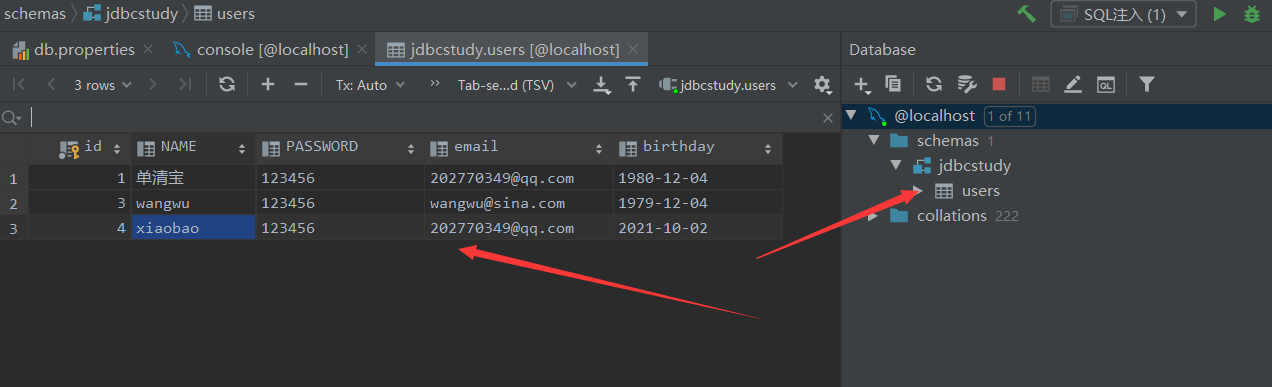 schemas jdbcstudy users
SQL注入 (1)
db.properties console [@localhost] jdbcstudy.users [@localhost]
Database
3 rows Tx: Auto Tab-se...d (TSV) jdbcstudy.users
QL
@localhost 1 of 11
schemas 1
jdbcstudy
users
collations 222
id NAME PASSWORD email birthday
1 1 单清宝 123456 202770349@qq.com 1980-12-04
2 3 wangwu 123456 wangwu@sina.com 1979-12-04
3 4 xiaobao 123456 202770349@qq.com 2021-10-02